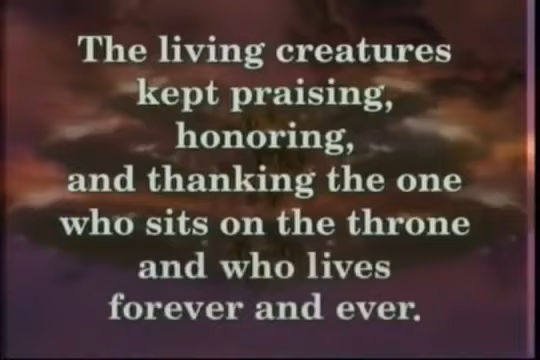 The living creatures
kept praising,
honoring,
and thanking the one
who sits on the throne
and who lives
forever and ever.